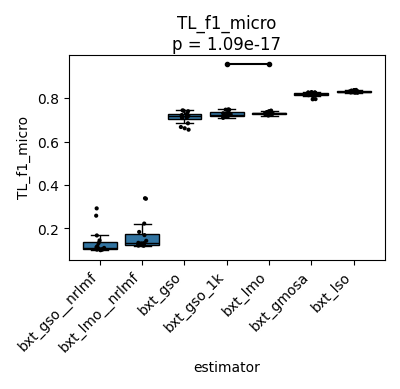 TL_f1_micro
p = 1.09e-17
TL_f1_micro
0.8
0.6
0.4
0.2
bxt_gso__nrlmf
bxt_lmo__nrlmf
bxt_gso
bxt_gso_1k
bxt_lmo
bxt_gmosa
bxt_lso
estimator